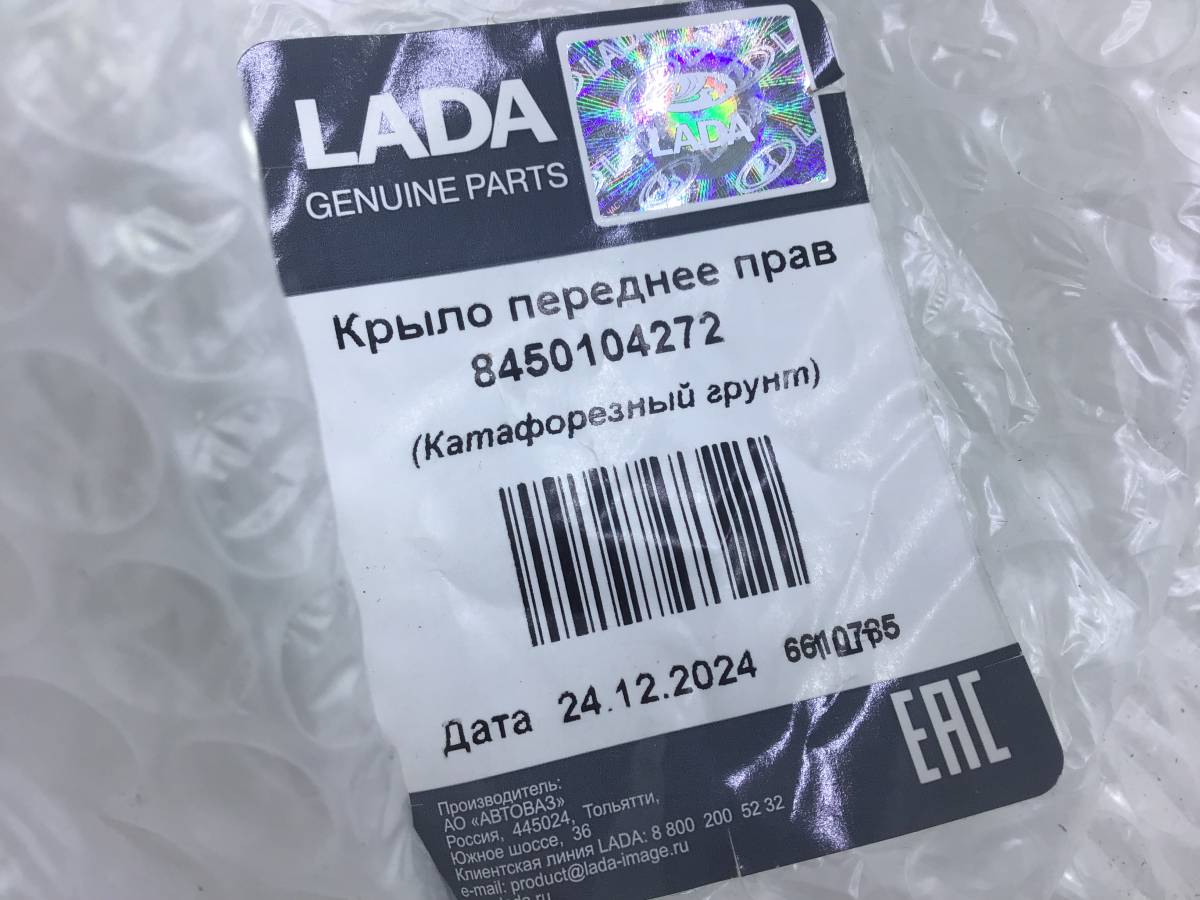 LADA
GENUINE PARTS
LADA
Крыло переднее прав
8450104272
(Катафорезный грунт)
Дата 24.12.2024
EAC
Производитель:
АО «АВТОВАЗ»
Россия, 445024, Тольятти,
Южное шоссе, 36
Клиентская линия LADA: 8 800 200 52 32
e-mail: product@lada-image.ru